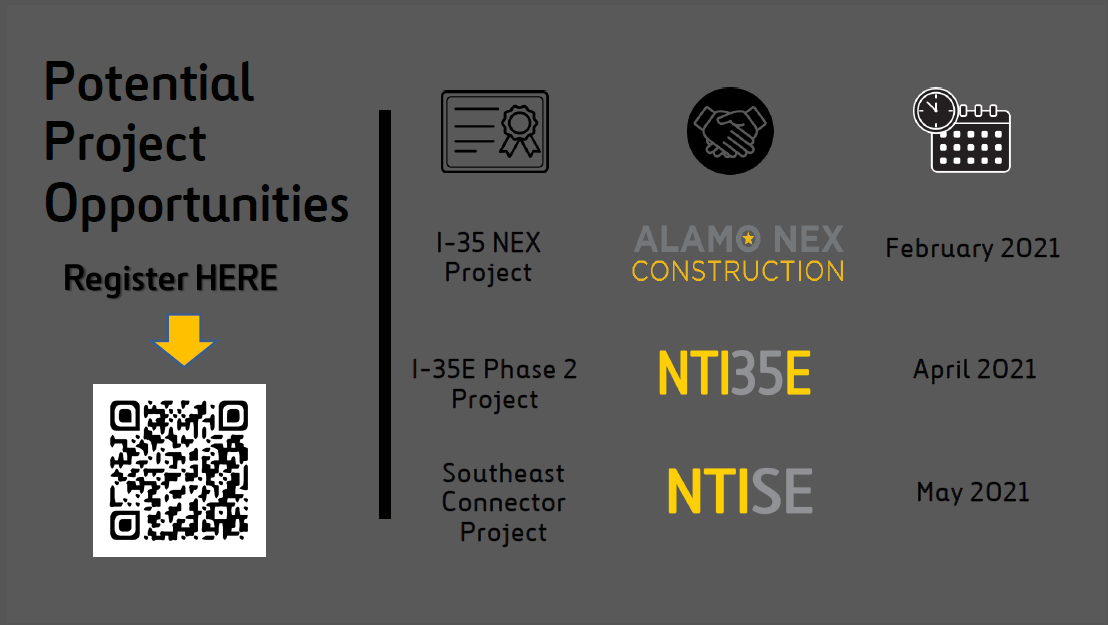 Potential
Project
Opportunities
Register HERE
I-35 NEX
Project
ALAMO NEX
CONSTRUCTION
February 2021
I-35E Phase 2
Project
NTI35E
April 2021
Southeast
Connector
Project
NTISE
May 2021